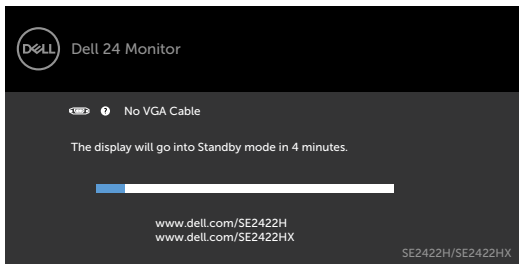 DELL
Dell 24 Monitor
? No VGA Cable
The display will go into Standby mode in 4 minutes.
www.dell.com/SE2422H
www.dell.com/SE2422HX
SE2422H/SE2422HX